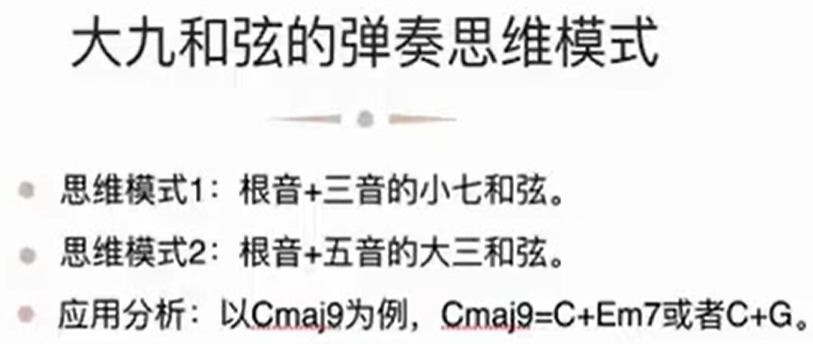 大九和弦的弹奏思维模式
思维模式1：根音+三音的小七和弦。
思维模式2：根音+五音的大三和弦。
应用分析：以Cmaj9为例，Cmaj9=C+Em7或者C+G。